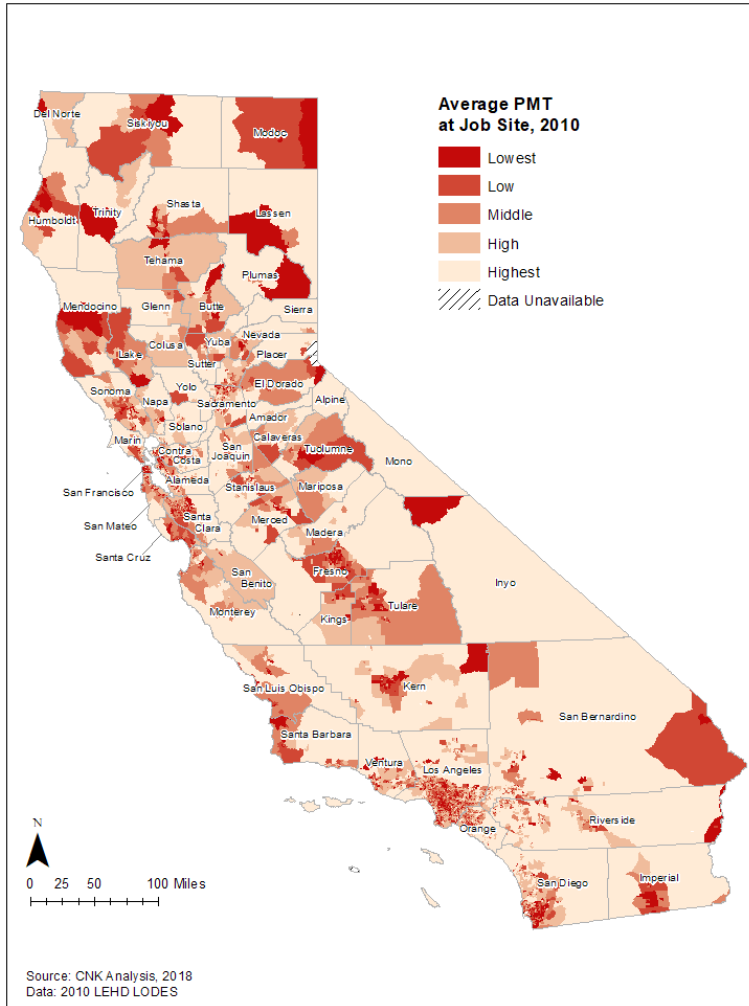 Average PMT
at Job Site, 2010
Lowest
Low
Middle
High
Highest
Data Unavailable
Del Norte
Siskiyou
Modoc
Shasta
Lassen
Humboldt
Trinity
Tehama
Plumas
Mendocino
Glenn
Butte
Sierra
Nevada
Colusa
Yuba
Lake
Placer
Sutter
El Dorado
Sonoma
Napa
Yolo
Sacramento
Alpine
Amador
Solano
Marin
Calaveras
San
Joaquin
Tuolumne
Contra
Costa
Mono
Alameda
San Francisco
Stanislaus
Mariposa
San Mateo
Santa
Clara
Merced
Madera
Santa Cruz
Fresno
Inyo
San
Benito
Tulare
Monterey
Kings
San Luis Obispo
Kern
San Bernardino
Santa Barbara
Ventura
Los Angeles
Orange
Riverside
San Diego
Imperial
N
0 25 50 100 Miles
Source: CNK Analysis, 2018
Data: 2010 LEHD LODES